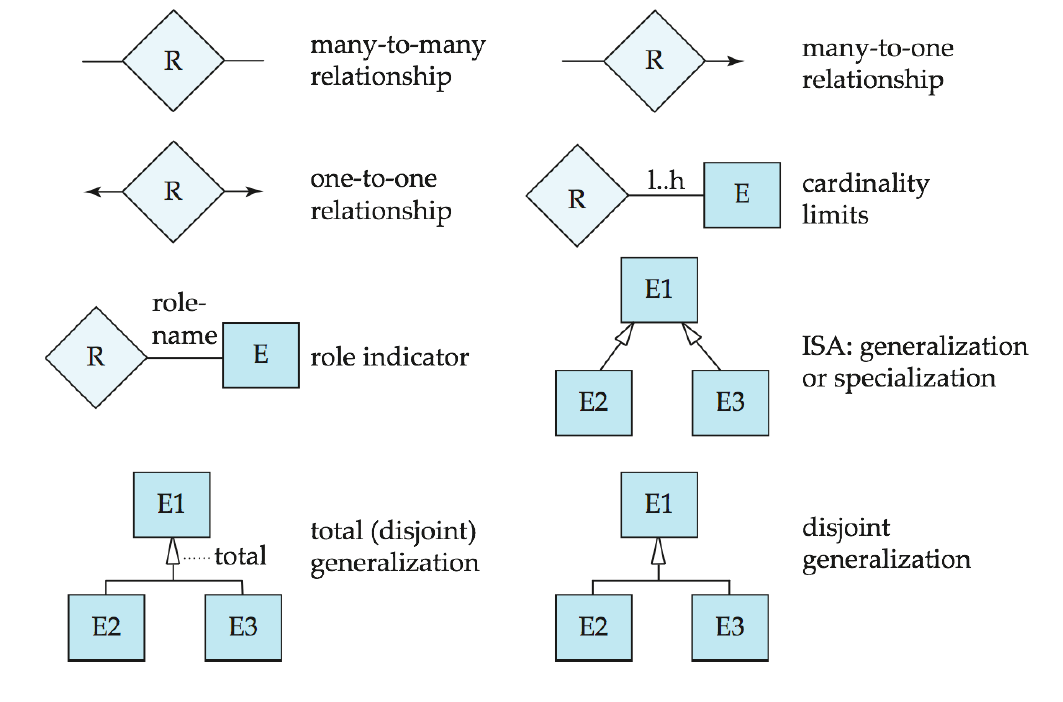 R
many-to-many
relationship
R
many-to-one
relationship
R
one-to-one
relationship
R
l..h
E
cardinality
limits
R
role-
name
E
role indicator
E1
E2
E3
ISA: generalization
or specialization
E1
total
E2
E3
total (disjoint)
generalization
E1
E2
E3
disjoint
generalization